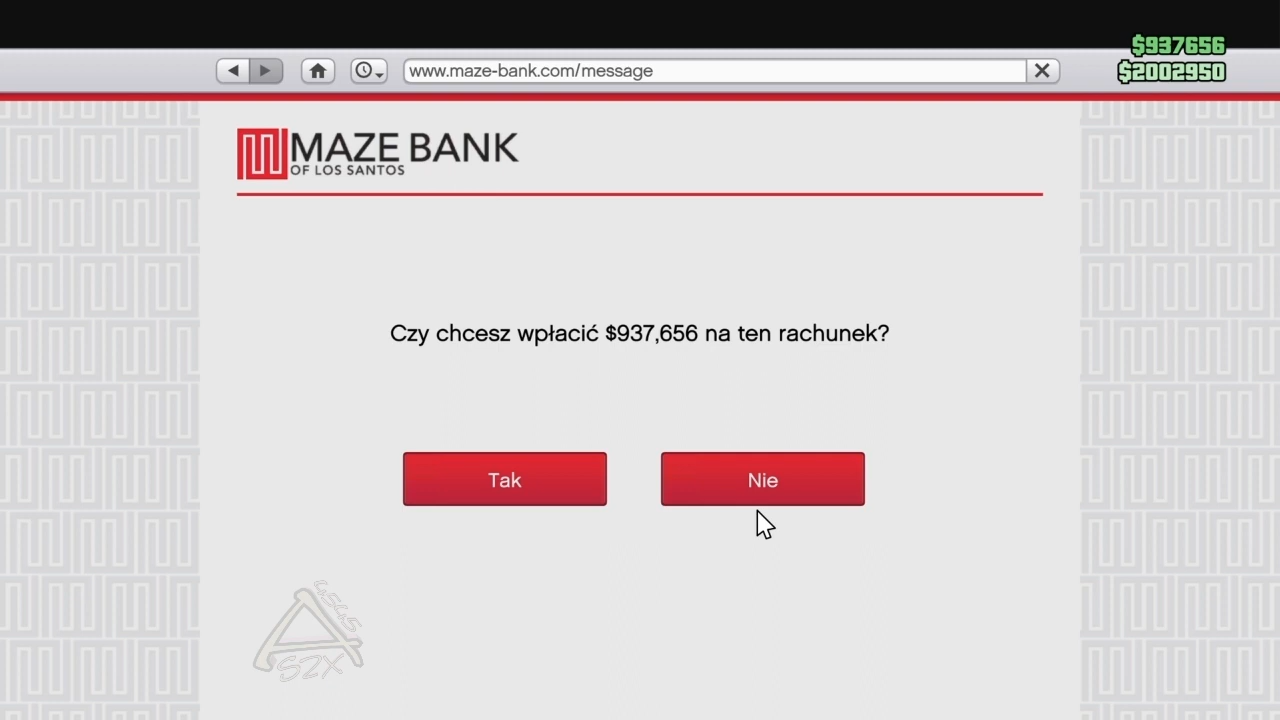 $937656
$2002950
www.maze-bank.com/message
MAZE BANK
OF LOS SANTOS
Czy chcesz wpłacić $937,656 na ten rachunek?
Tak
Nie
SZX